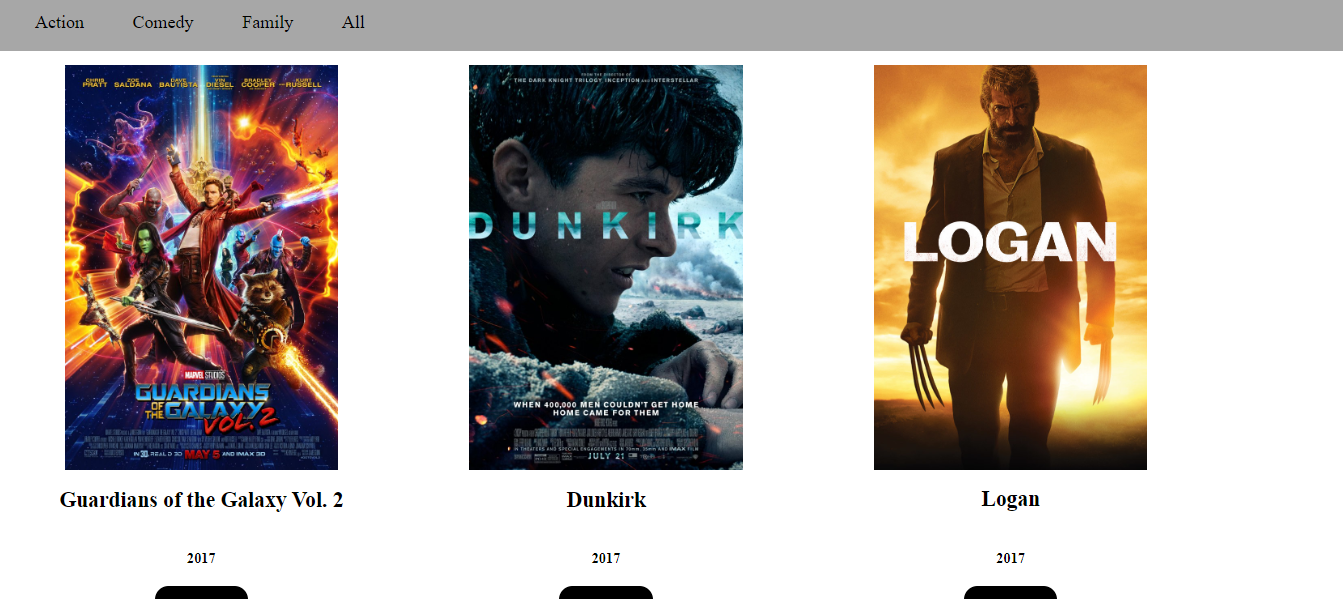 Action Comedy Family All
CHRIS PRATT ZOE SALDANA DAVE BAUTISTA VIN DIESEL BRADLEY COOPER KURT RUSSELL
MARVEL STUDIOS
GUARDIANS
OF THE GALAXY
VOL. 2
IN 3D, REAL D 3D MAY 5 AND IMAX 3D
FROM THE DIRECTOR OF
THE DARK KNIGHT TRILOGY INCEPTION AND INTERSTELLAR
DUNKIRK
WHEN 400,000 MEN COULDN'T GET HOME
HOME CAME FOR THEM
IN THEATERS AND SPECIAL ENGAGEMENTS IN 70mm, 35mm AND IMAX FILM
JULY 21
LOGAN
Guardians of the Galaxy Vol. 2
Dunkirk
Logan
2017
2017
2017